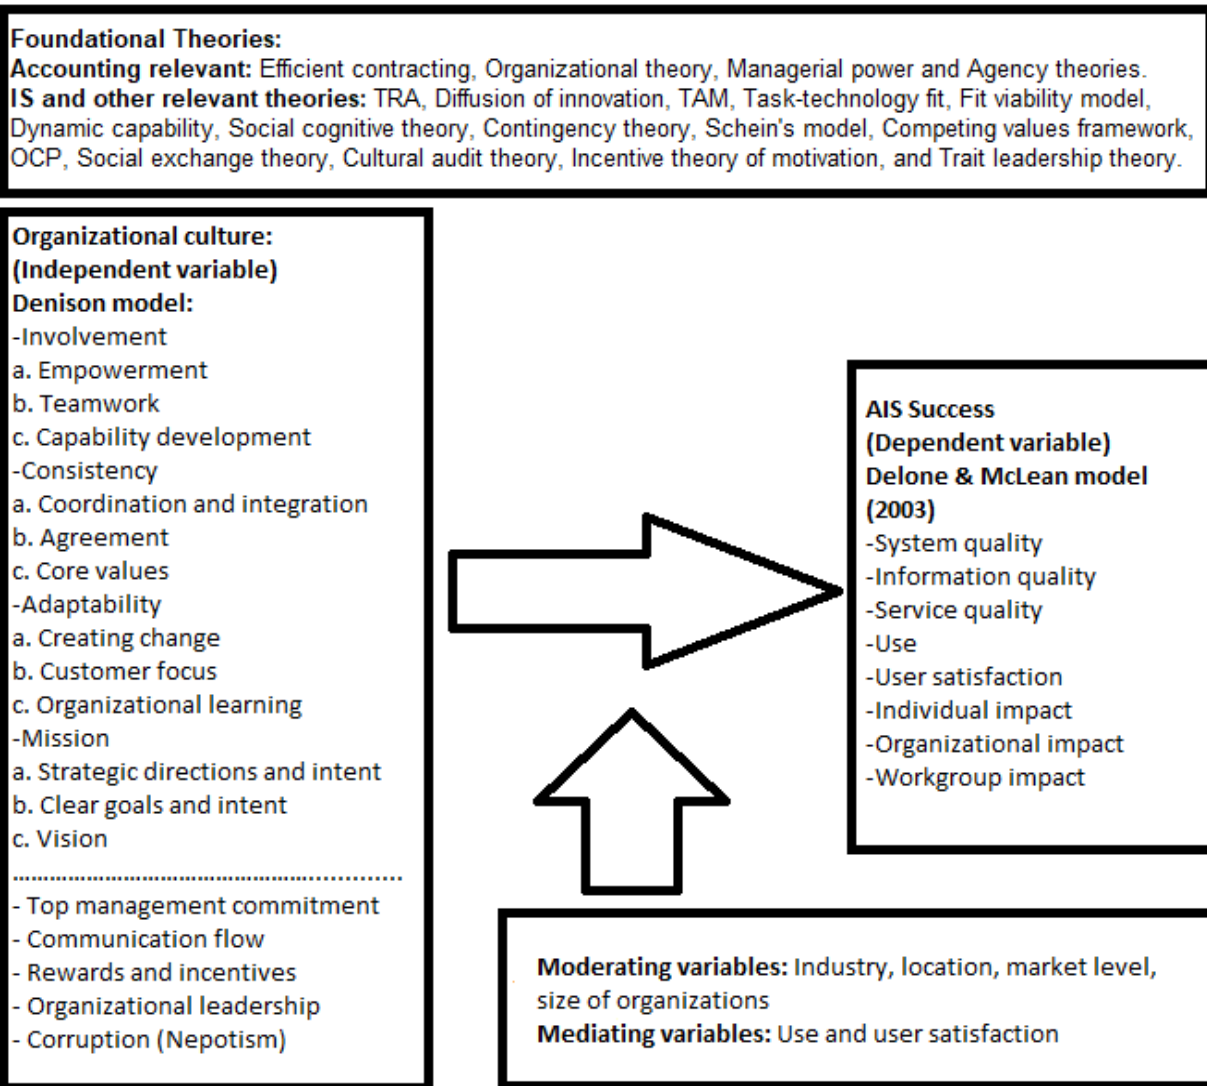 Foundational Theories:
Accounting relevant: Efficient contracting, Organizational theory, Managerial power and Agency theories.
IS and other relevant theories: TRA, Diffusion of innovation, TAM, Task-technology fit, Fit viability model,
Dynamic capability, Social cognitive theory, Contingency theory, Schein's model, Competing values framework,
OCP, Social exchange theory, Cultural audit theory, Incentive theory of motivation, and Trait leadership theory.
Organizational culture:
(Independent variable)
Denison model:
-Involvement
a. Empowerment
b. Teamwork
c. Capability development
-Consistency
a. Coordination and integration
b. Agreement
c. Core values
-Adaptability
a. Creating change
b. Customer focus
c. Organizational learning
-Mission
a. Strategic directions and intent
b. Clear goals and intent
c. Vision
- Top management commitment
- Communication flow
- Rewards and incentives
- Organizational leadership
- Corruption (Nepotism)
AIS Success
(Dependent variable)
Delone & McLean model
(2003)
-System quality
-Information quality
-Service quality
-Use
-User satisfaction
-Individual impact
-Organizational impact
-Workgroup impact
Moderating variables: Industry, location, market level,
size of organizations
Mediating variables: Use and user satisfaction